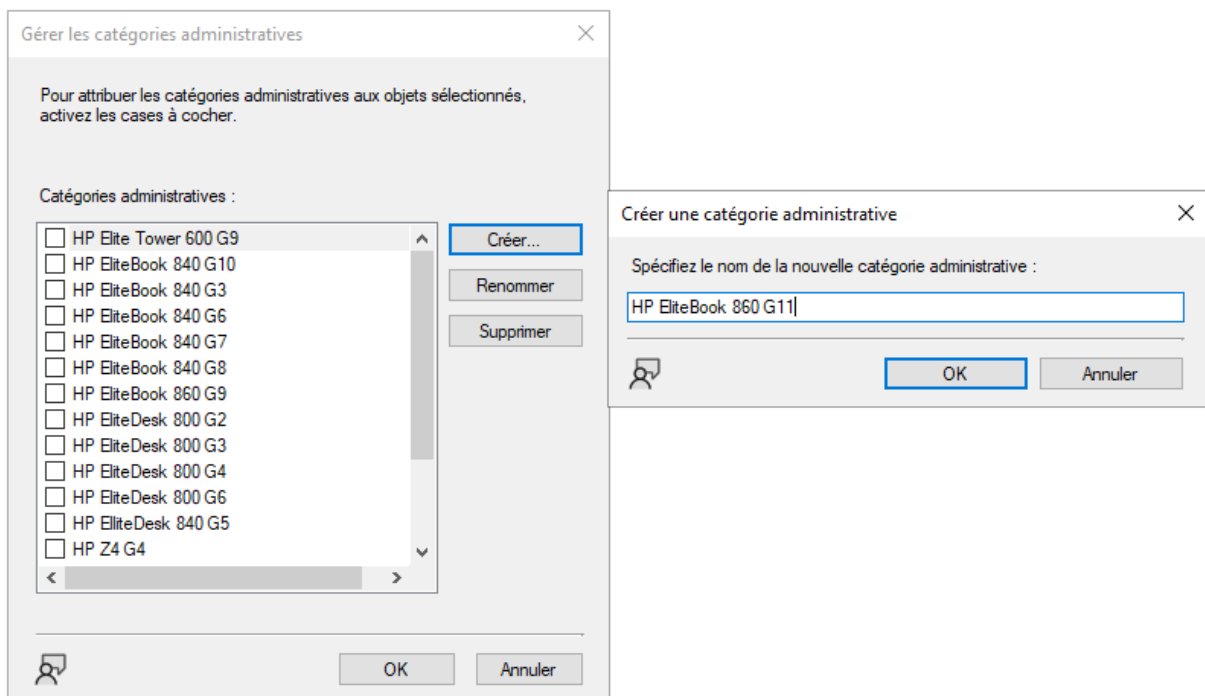 Gérer les catégories administratives
Pour attribuer les catégories administratives aux objets sélectionnés,
activez les cases à cocher.
Catégories administratives :
HP Elite Tower 600 G9
HP EliteBook 840 G10
HP EliteBook 840 G3
HP EliteBook 840 G6
HP EliteBook 840 G7
HP EliteBook 840 G8
HP EliteBook 860 G9
HP EliteDesk 800 G2
HP EliteDesk 800 G3
HP EliteDesk 800 G4
HP EliteDesk 800 G6
HP ElliteDesk 840 G5
HP Z4 G4
Créer...
Renommer
Supprimer
OK
Annuler
Créer une catégorie administrative
Spécifiez le nom de la nouvelle catégorie administrative :
HP EliteBook 860 G11
OK
Annuler